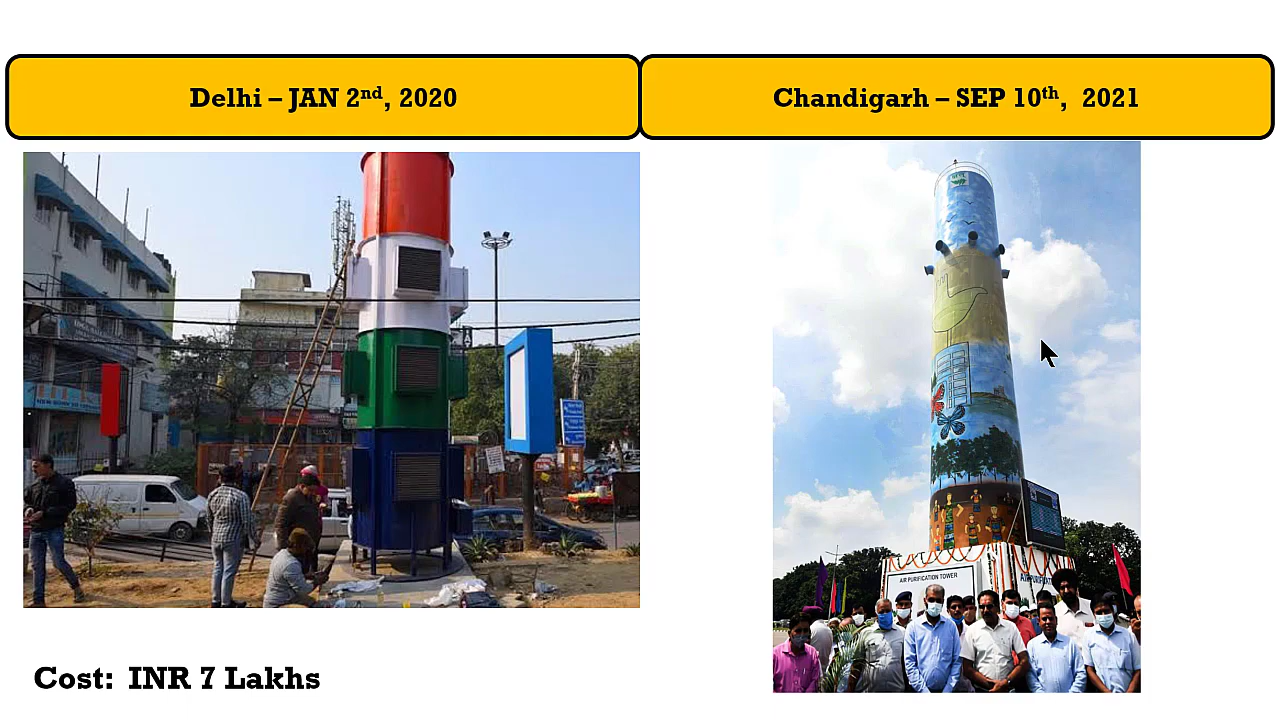 Delhi – JAN 2nd, 2020
Chandigarh – SEP 10th, 2021
AIR PURIFICATION TOWER
Cost: INR 7 Lakhs